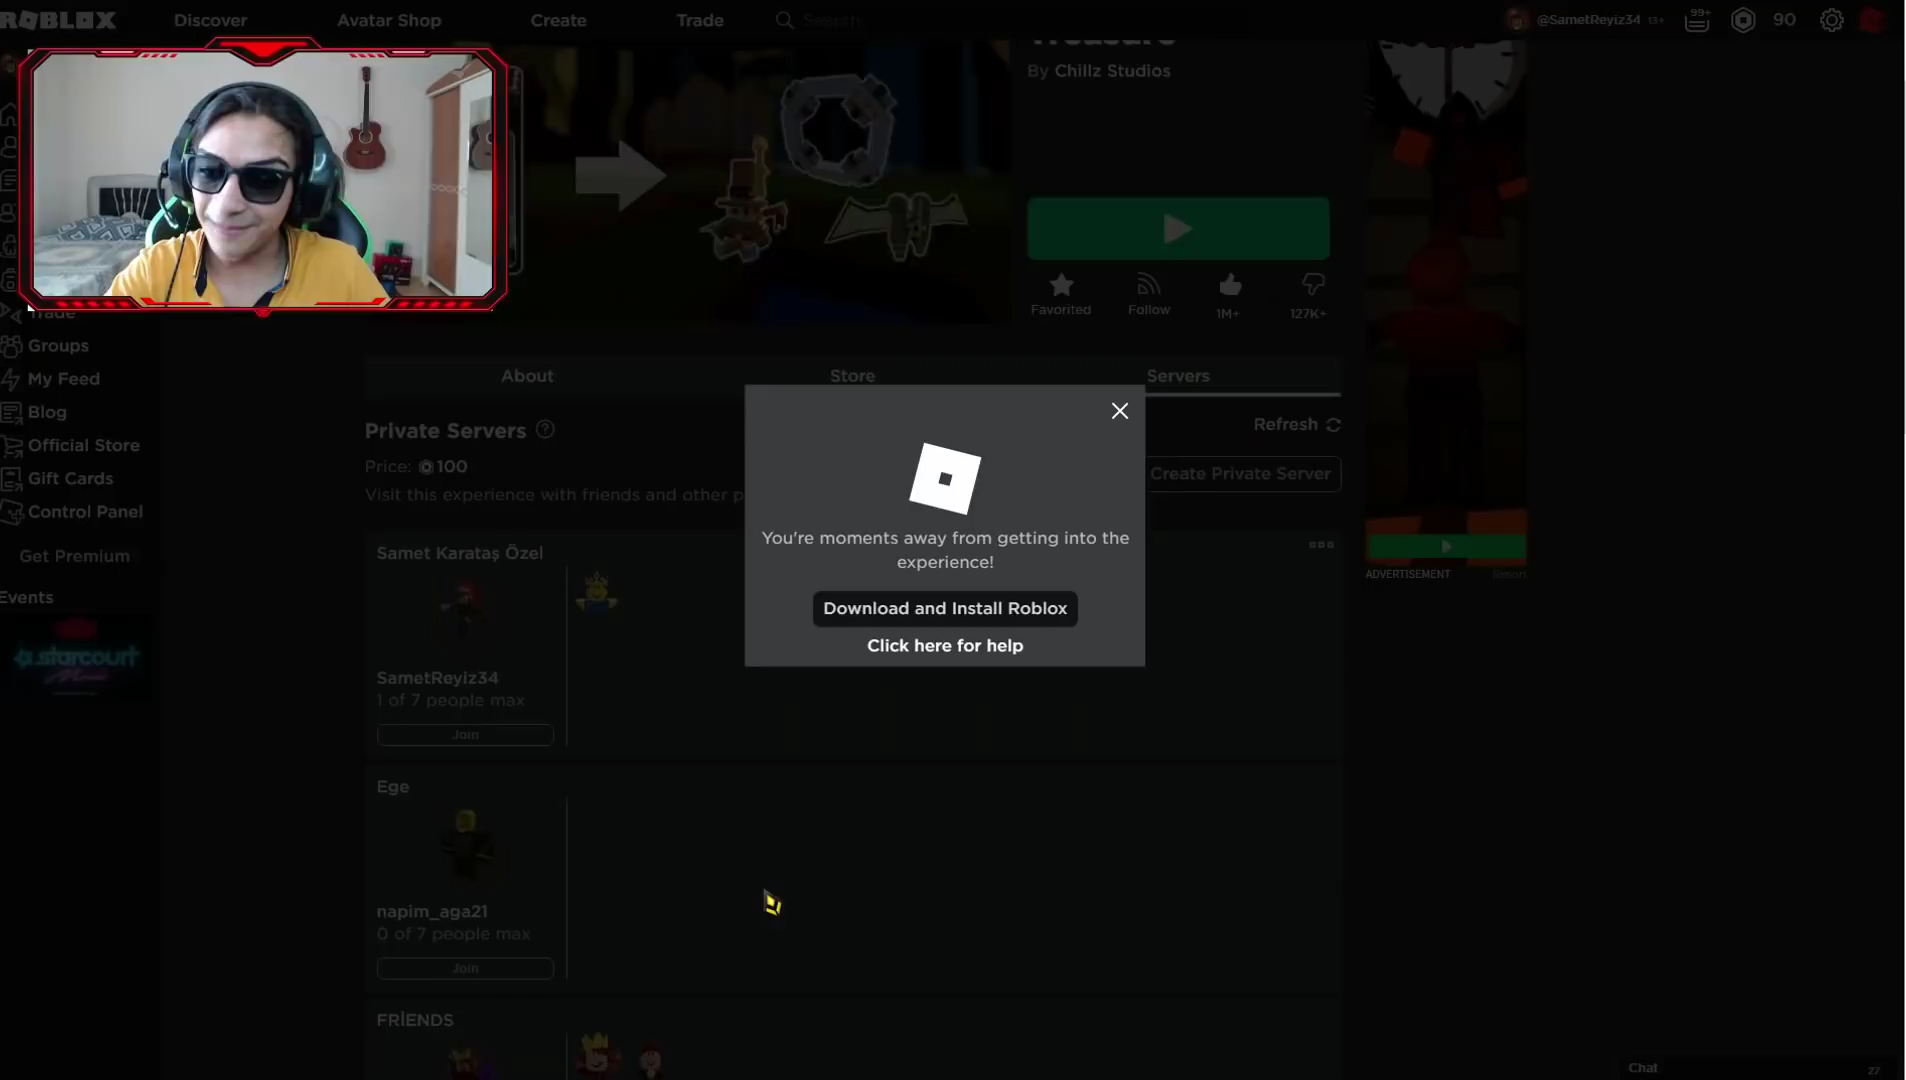 ROBLOX
Discover
Avatar Shop
Create
Trade
Search
@SametReyiz34 13+
99+
90
By Chillz Studios
Favorited
Follow
1M+
127K+
Trade
Groups
My Feed
Blog
Official Store
Gift Cards
Control Panel
Get Premium
Events
starcourt
About
Store
Servers
Private Servers
Refresh
Price: 100
Create Private Server
Visit this experience with friends and other p
You're moments away from getting into the
experience!
Download and Install Roblox
Click here for help
ADVERTISEMENT
Samet Karataş Özel
SametReyiz34
1 of 7 people max
Join
Ege
napim_aga21
0 of 7 people max
Join
FRİENDS
Chat
27